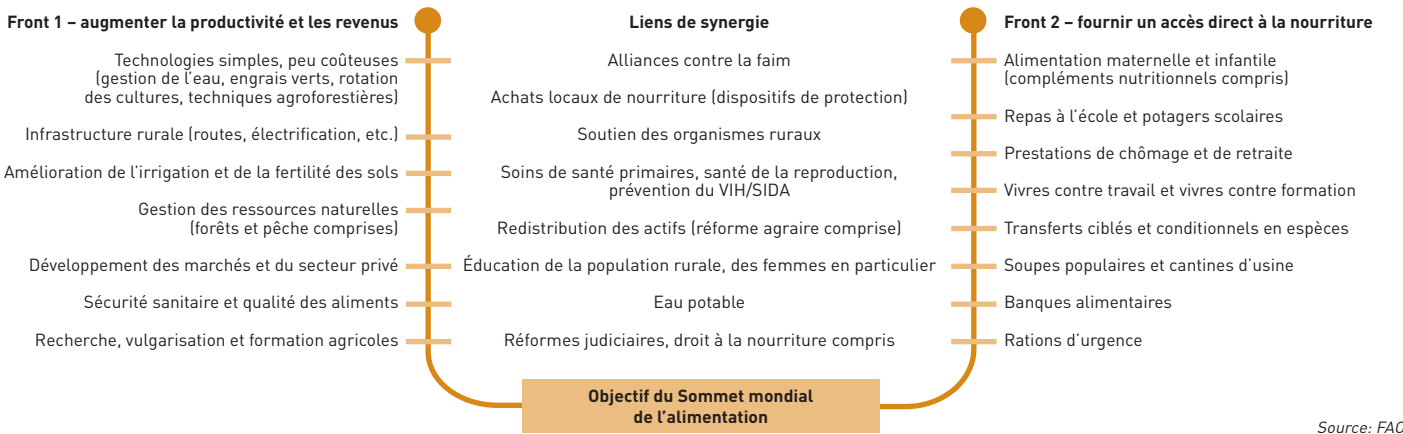 Front 1 – augmenter la productivité et les revenus
Technologies simples, peu coûteuses
(gestion de l'eau, engrais verts, rotation
des cultures, techniques agroforestières)
Infrastructure rurale (routes, électrification, etc.)
Amélioration de l'irrigation et de la fertilité des sols
Gestion des ressources naturelles
(forêts et pêche comprises)
Développement des marchés et du secteur privé
Sécurité sanitaire et qualité des aliments
Recherche, vulgarisation et formation agricoles
Liens de synergie
Alliances contre la faim
Achats locaux de nourriture (dispositifs de protection)
Soutien des organismes ruraux
Soins de santé primaires, santé de la reproduction,
prévention du VIH/SIDA
Redistribution des actifs (réforme agraire comprise)
Éducation de la population rurale, des femmes en particulier
Eau potable
Réformes judiciaires, droit à la nourriture compris
Front 2 – fournir un accès direct à la nourriture
Alimentation maternelle et infantile
(compléments nutritionnels compris)
Repas à l'école et potagers scolaires
Prestations de chômage et de retraite
Vivres contre travail et vivres contre formation
Transferts ciblés et conditionnels en espèces
Soupes populaires et cantines d'usine
Banques alimentaires
Rations d'urgence
Objectif du Sommet mondial
de l'alimentation
Source: FAO